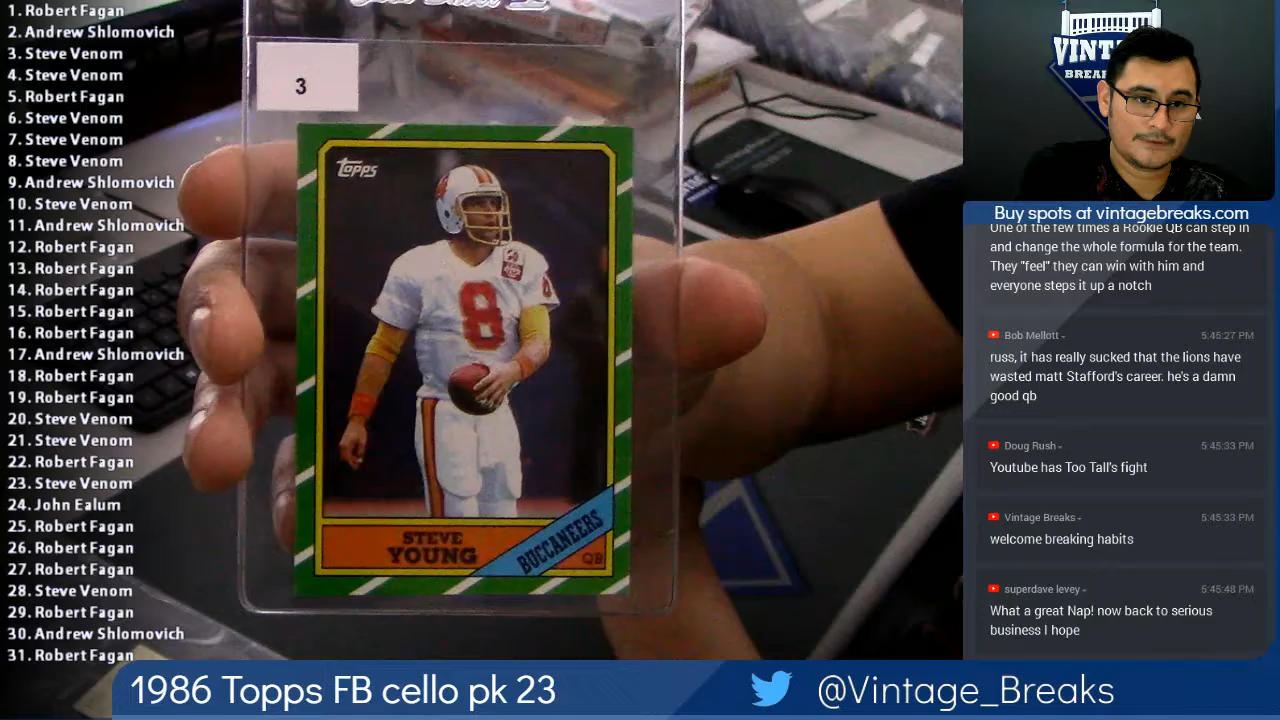 1. Robert Fagan
2. Andrew Shlomovich
3. Steve Venom
4. Steve Venom
5. Robert Fagan
6. Steve Venom
7. Steve Venom
8. Steve Venom
9. Andrew Shlomovich
10. Steve Venom
11. Andrew Shlomovich
12. Robert Fagan
13. Robert Fagan
14. Robert Fagan
15. Robert Fagan
16. Robert Fagan
17. Andrew Shlomovich
18. Robert Fagan
19. Robert Fagan
20. Steve Venom
21. Steve Venom
22. Robert Fagan
23. Steve Venom
24. John Ealum
25. Robert Fagan
26. Robert Fagan
27. Robert Fagan
28. Steve Venom
29. Robert Fagan
30. Andrew Shlomovich
31. Robert Fagan
3
topps
8
STEVE
YOUNG
BUCCANEERS
QB
Buy spots at vintagebreaks.com
One of the few times a Rookie QB can step in
and change the whole formula for the team.
They "feel" they can win with him and
everyone steps it up a notch
Bob Mellott
5:45:27 PM
russ, it has really sucked that the lions have
wasted matt Stafford's career. he's a damn
good qb
Doug Rush
5:45:33 PM
Youtube has Too Tall's fight
Vintage Breaks
5:45:33 PM
welcome breaking habits
superdave levey
5:45:48 PM
What a great Nap! now back to serious
business I hope
1986 Topps FB cello pk 23
@Vintage_Breaks